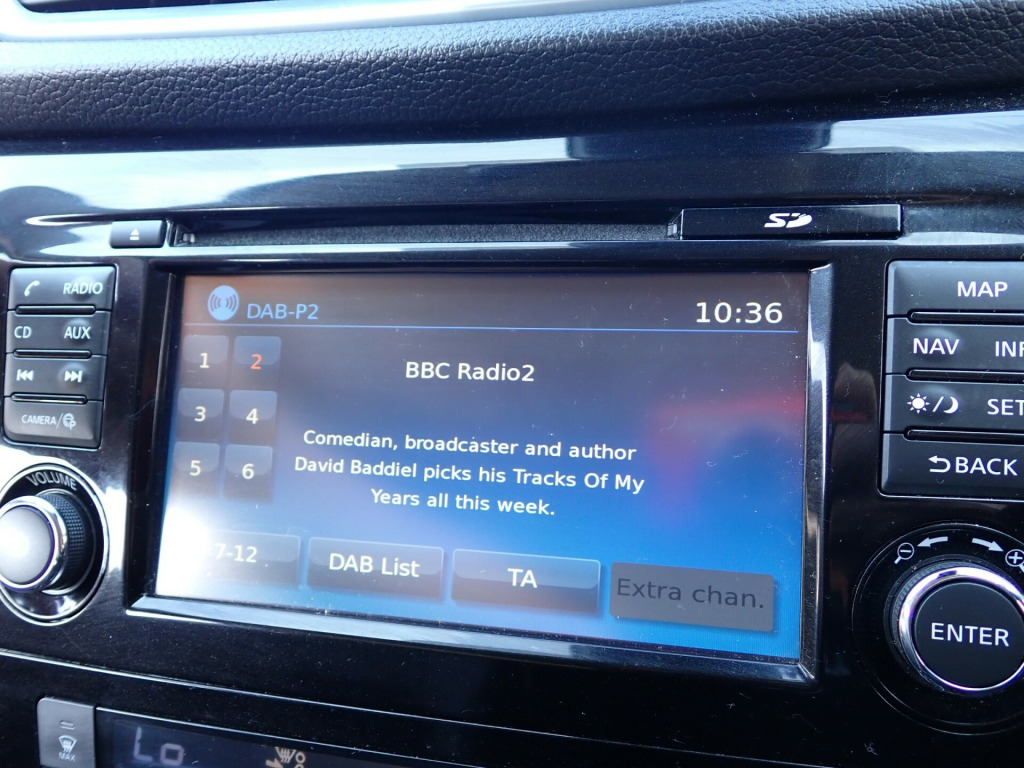 SD
RADIO
CD AUX
CAMERA/
VOLUME
DAB-P2
10:36
1 2
BBC Radio2
3 4
Comedian, broadcaster and author
David Baddiel picks his Tracks Of My
Years all this week.
5 6
7-12
DAB List
TA
Extra chan.
MAP
NAV INF
/ SET
BACK
ENTER
MAX
Lo